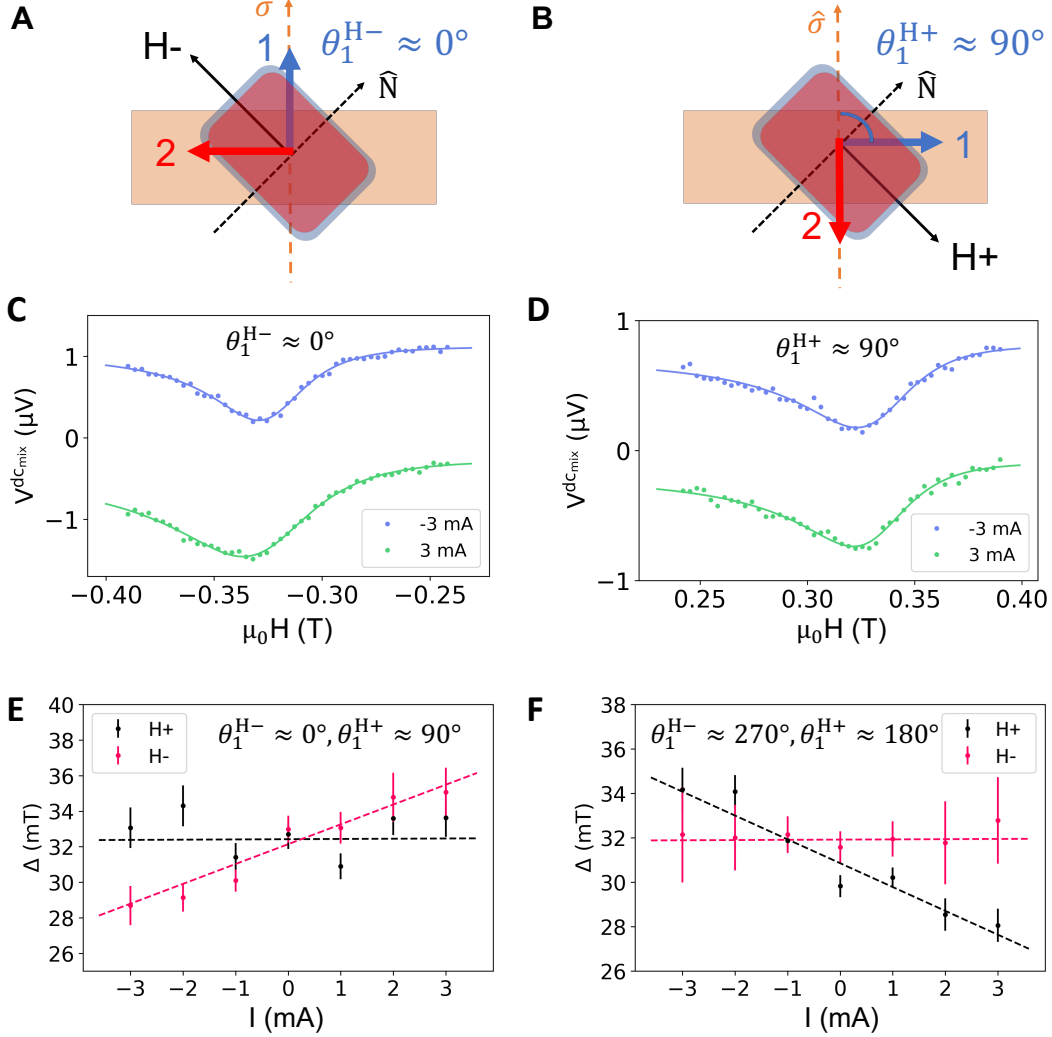 A
σ
H-
1
θ₁ᴴ⁻ ≈ 0°
N̂
2
B
σ̂
θ₁ᴴ⁺ ≈ 90°
N̂
1
2
H+
C
θ₁ᴴ⁻ ≈ 0°
V^dc_mix (μV)
1
0
−1
-3 mA
3 mA
−0.40 −0.35 −0.30 −0.25
μ₀H (T)
D
θ₁ᴴ⁺ ≈ 90°
V^dc_mix (μV)
1
0
−1
-3 mA
3 mA
0.25 0.30 0.35 0.40
μ₀H (T)
E
H+
H-
θ₁ᴴ⁻ ≈ 0°, θ₁ᴴ⁺ ≈ 90°
Δ (mT)
40
38
36
34
32
30
28
26
−3 −2 −1 0 1 2 3
I (mA)
F
θ₁ᴴ⁻ ≈ 270°, θ₁ᴴ⁺ ≈ 180°
H+
H-
Δ (mT)
38
36
34
32
30
28
26
−3 −2 −1 0 1 2 3
I (mA)